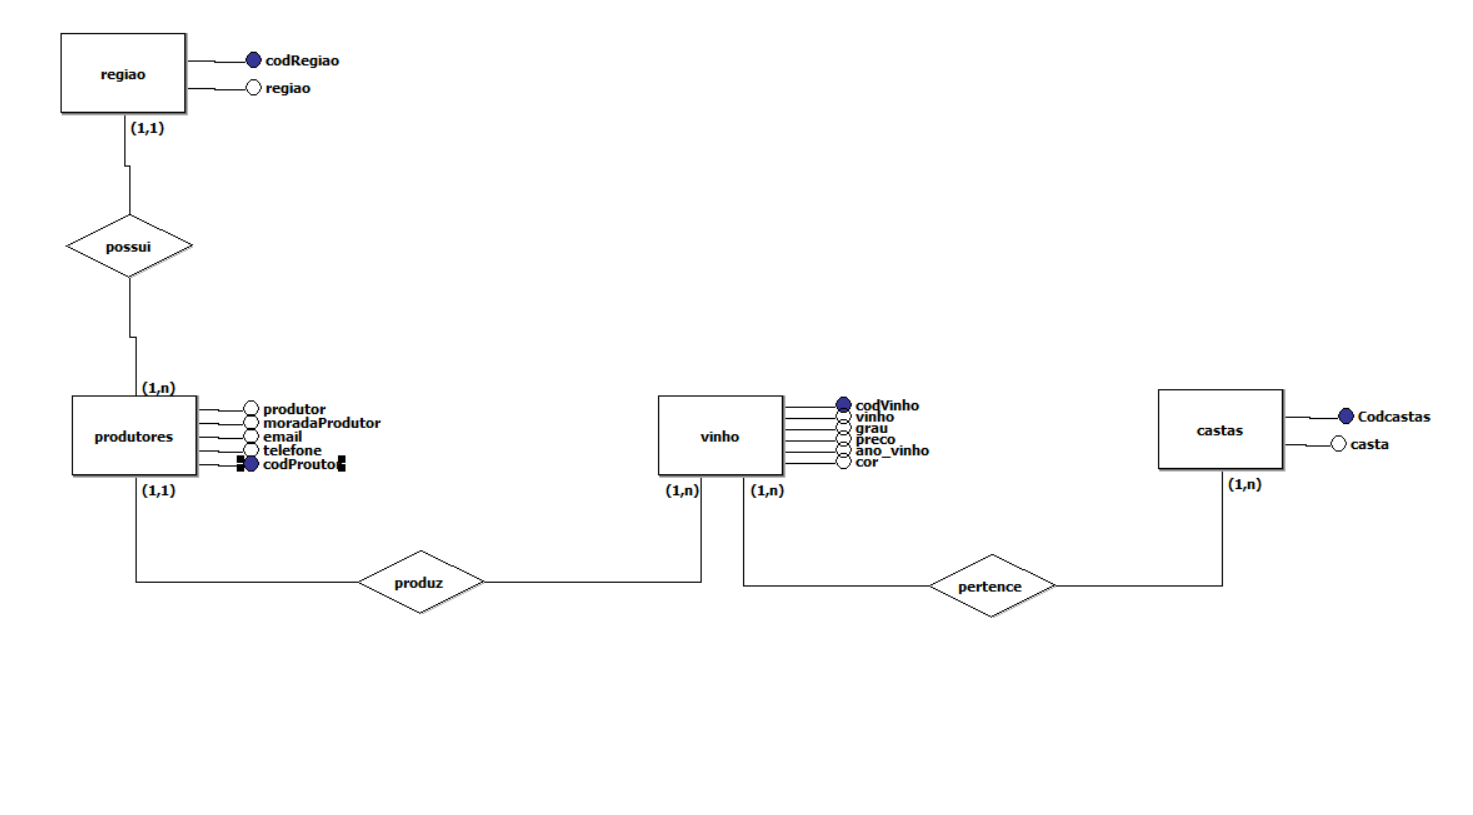 regiao
codRegiao
regiao
(1,1)
possui
(1,n)
produtores
produtor
moradaProdutor
email
telefone
codProutor
(1,1)
produz
vinho
codVinho
vinho
grau
preco
ano_vinho
cor
(1,n)
(1,n)
pertence
castas
Codcastas
casta
(1,n)